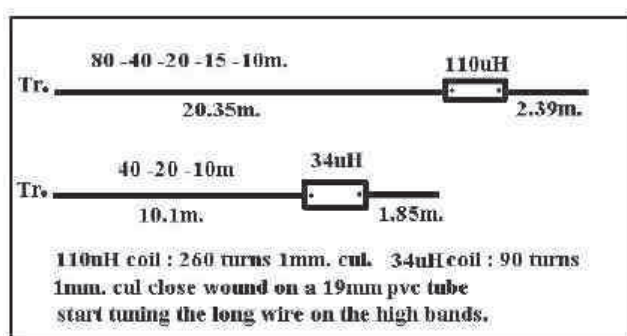 80 -40 -20 -15 -10m.
110uH
Tr.
20.35m.
2.39m.
40 -20 -10m
34uH
Tr.
10.1m.
1.85m.
110uH coil : 260 turns 1mm. cul. 34uH coil : 90 turns
1mm. cul close wound on a 19mm pvc tube
start tuning the long wire on the high bands.